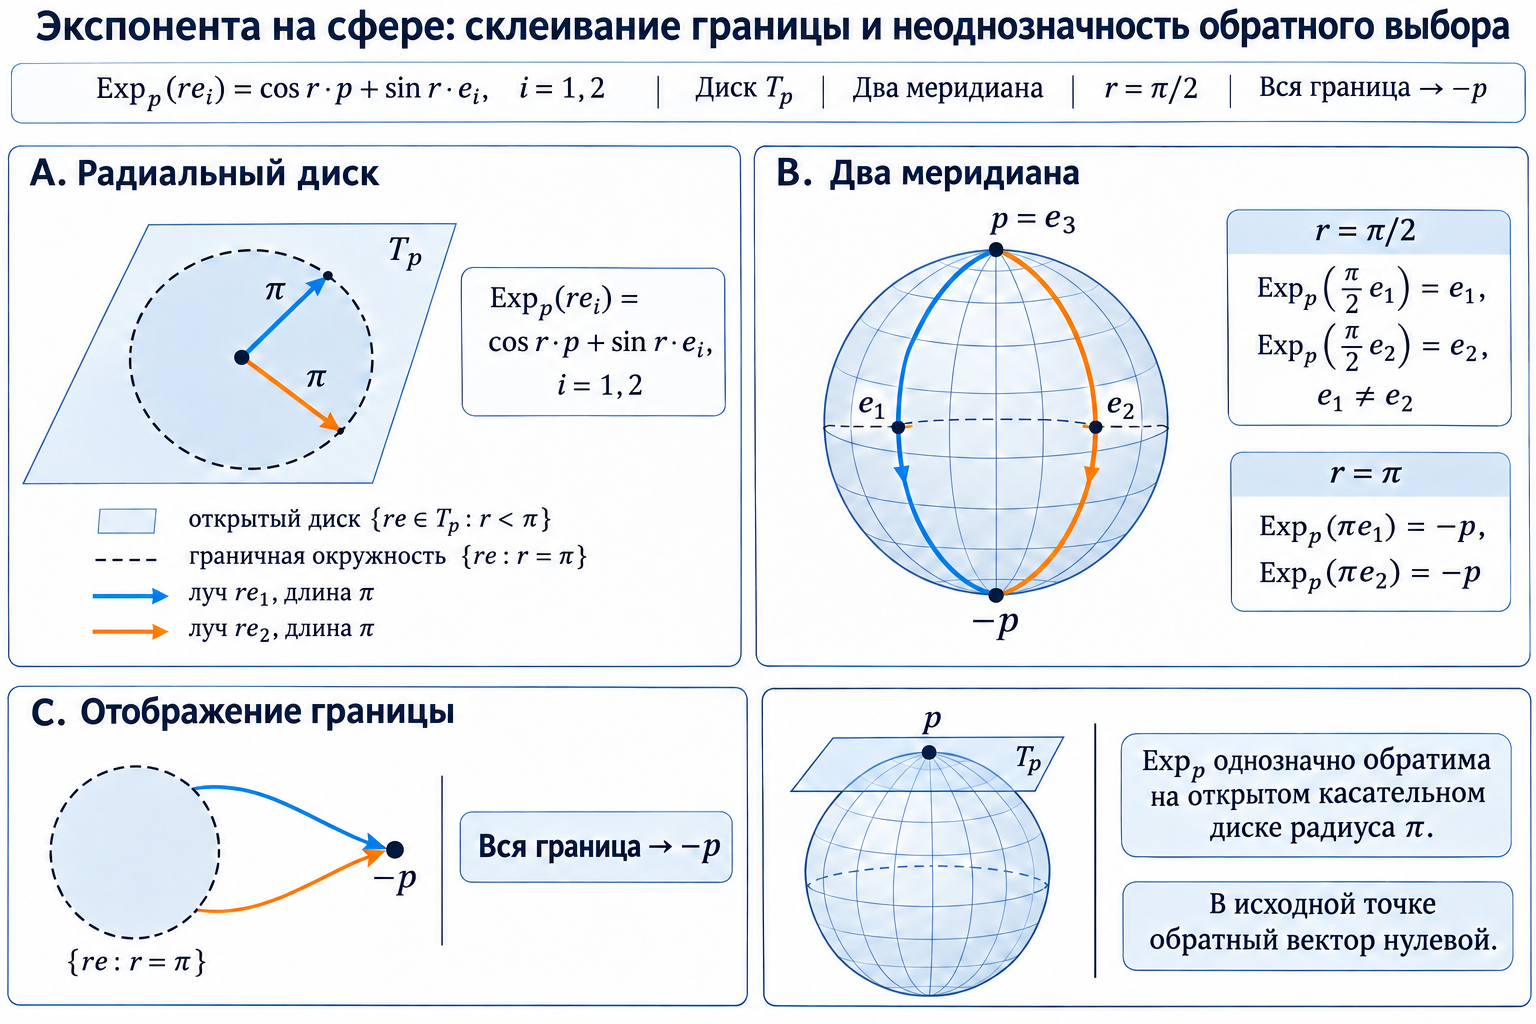 Экспонента на сфере: склеивание границы и неоднозначность обратного выбора
Exp_p(re_i) = cos r · p + sin r · e_i, i = 1, 2 | Диск T_p | Два меридиана | r = π/2 | Вся граница → −p
A. Радиальный диск
T_p
π
π
Exp_p(re_i) =
cos r · p + sin r · e_i,
i = 1, 2
открытый диск {re ∈ T_p : r < π}
граничная окружность {re : r = π}
луч re_1, длина π
луч re_2, длина π
B. Два меридиана
p = e_3
e_1
e_2
−p
r = π/2
Exp_p(π/2 e_1) = e_1,
Exp_p(π/2 e_2) = e_2,
e_1 ≠ e_2
r = π
Exp_p(πe_1) = −p,
Exp_p(πe_2) = −p
C. Отображение границы
−p
{re : r = π}
Вся граница → −p
p
T_p
Exp_p однозначно обратима
на открытом касательном
диске радиуса π.
В исходной точке
обратный вектор нулевой.